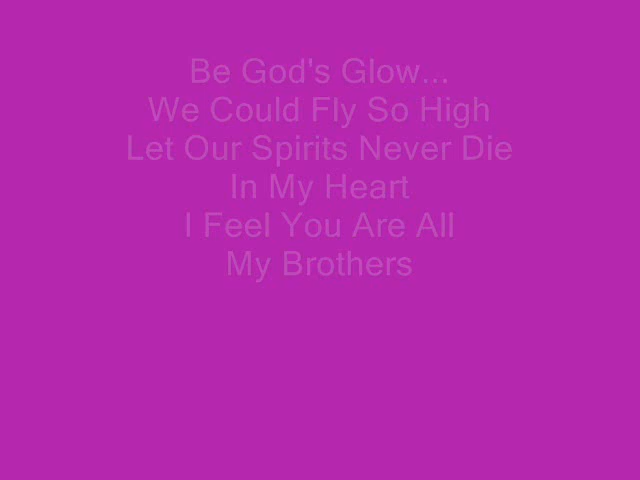 Be God's Glow...
We Could Fly So High
Let Our Spirits Never Die
In My Heart
I Feel You Are All
My Brothers